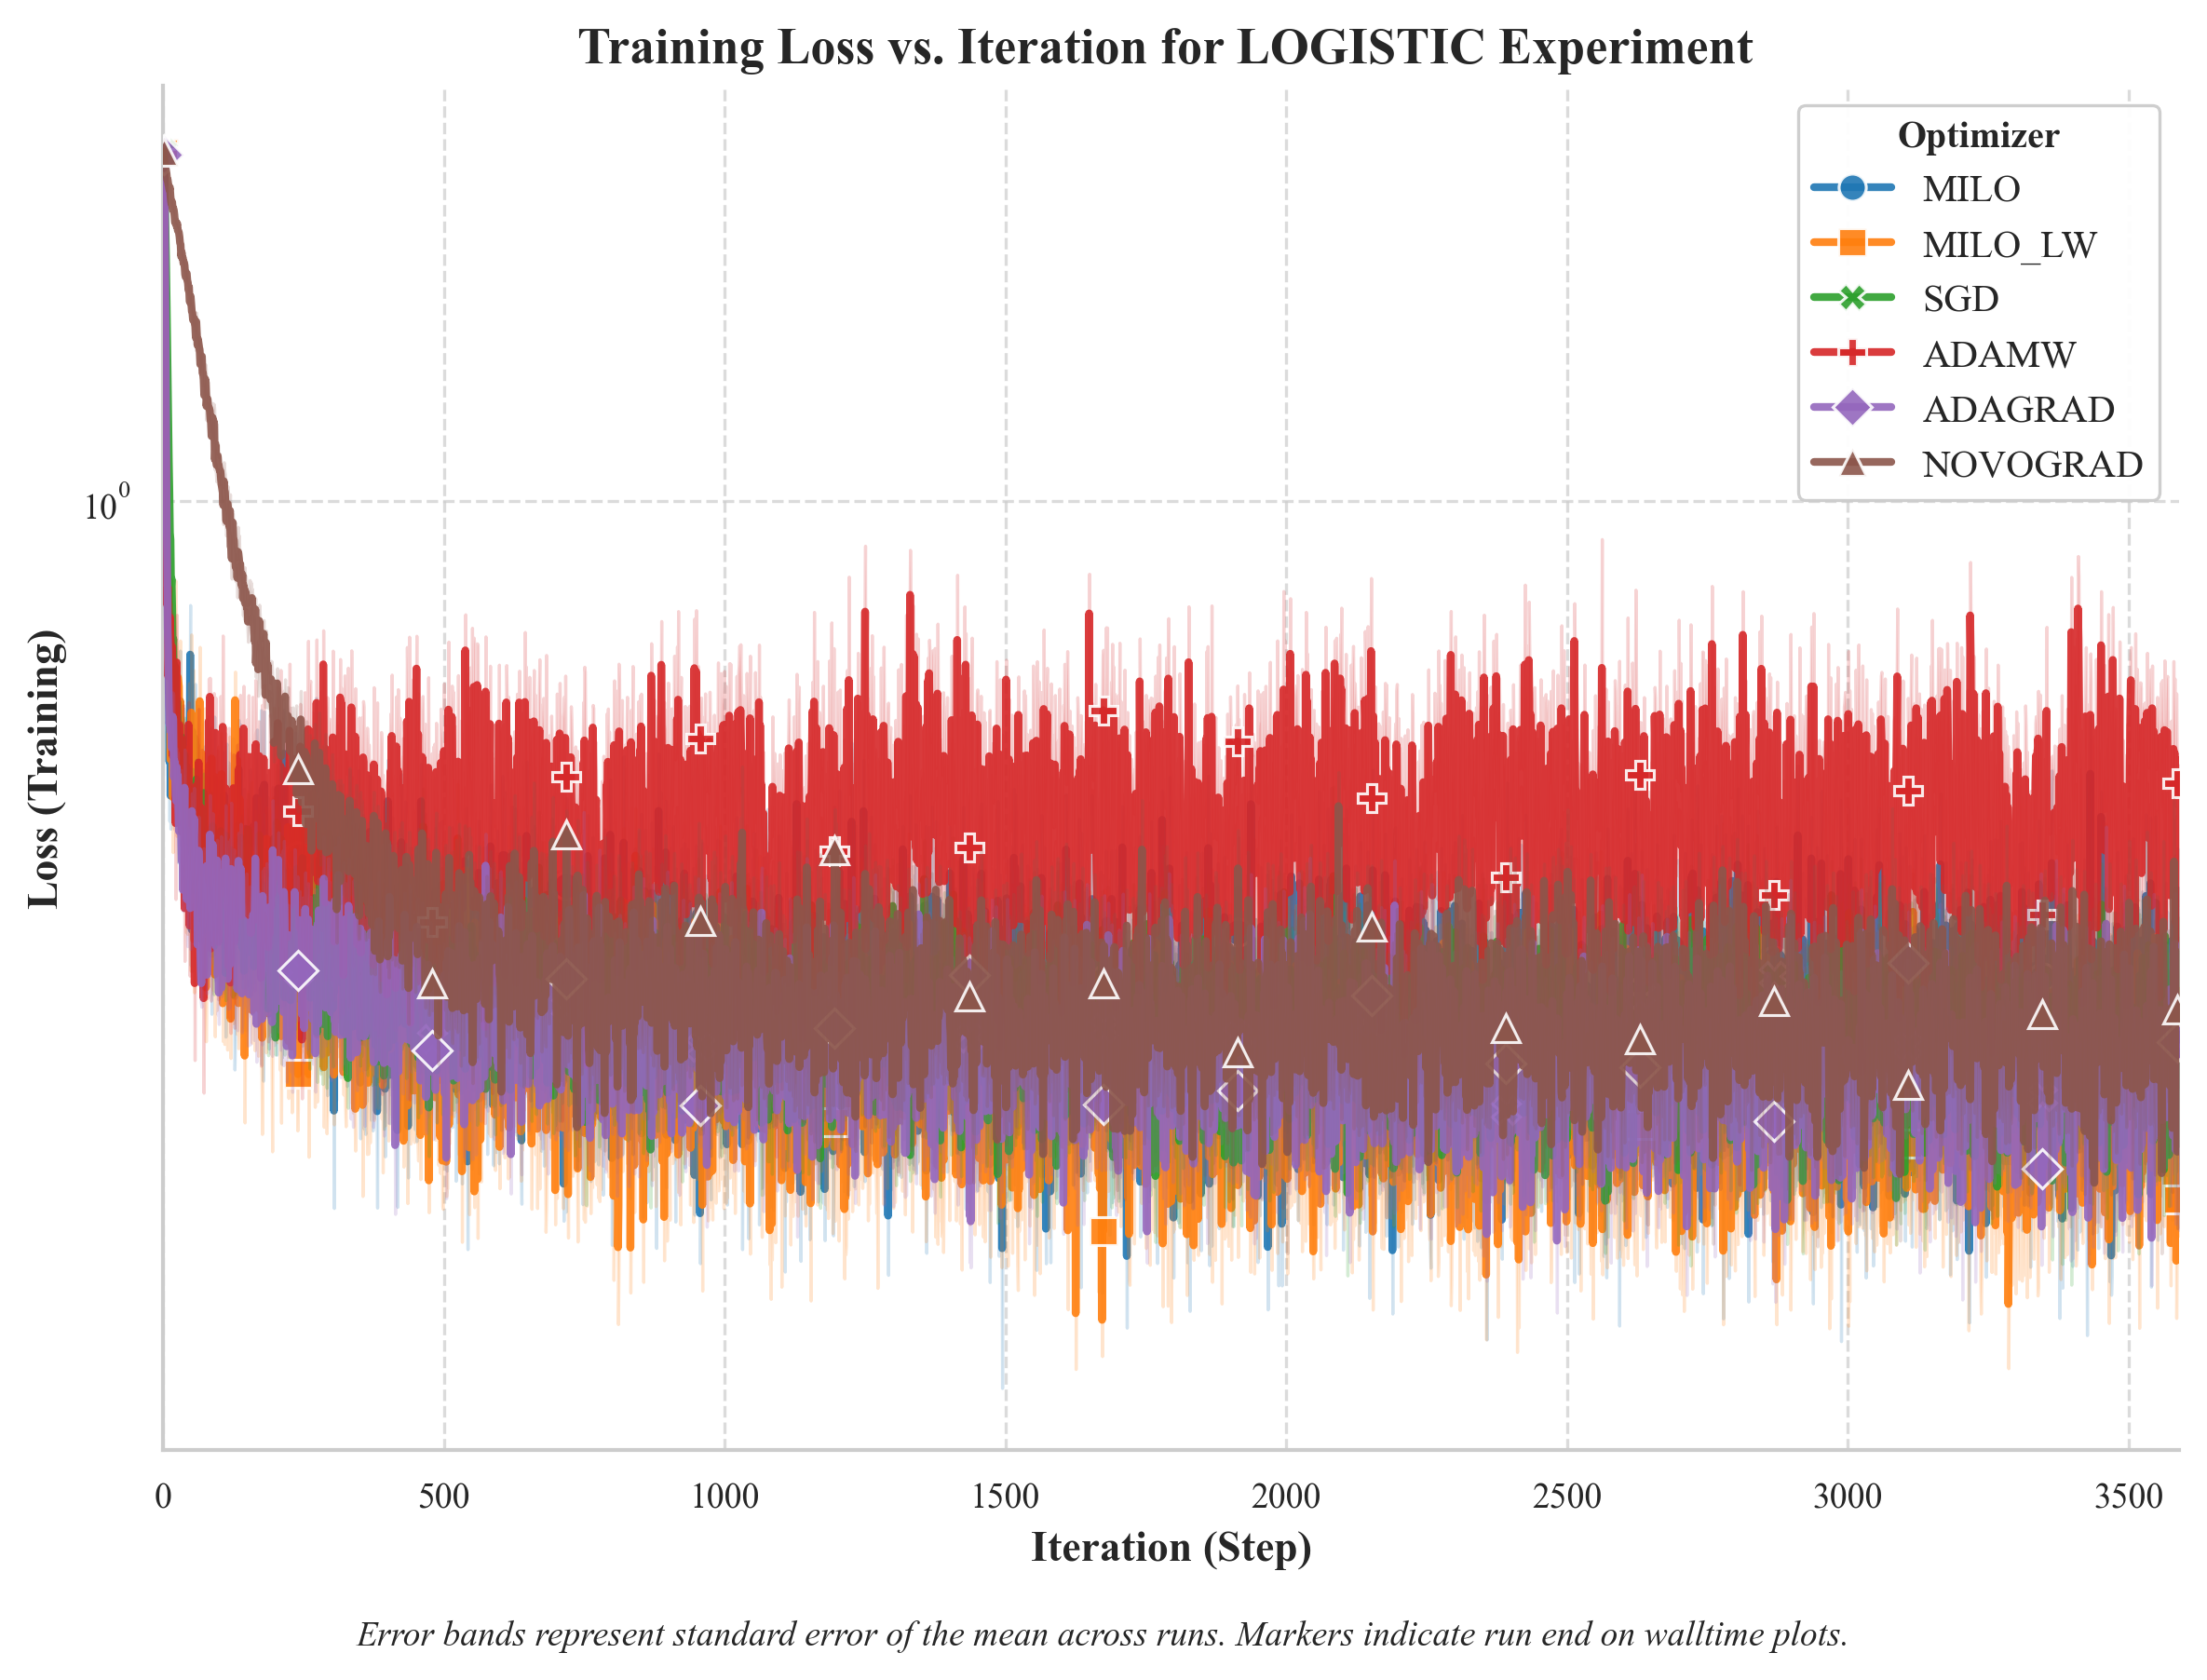 Training Loss vs. Iteration for LOGISTIC Experiment
Optimizer
MILO
MILO_LW
SGD
ADAMW
ADAGRAD
NOVOGRAD
Loss (Training)
10⁰
0 500 1000 1500 2000 2500 3000 3500
Iteration (Step)
Error bands represent standard error of the mean across runs. Markers indicate run end on walltime plots.